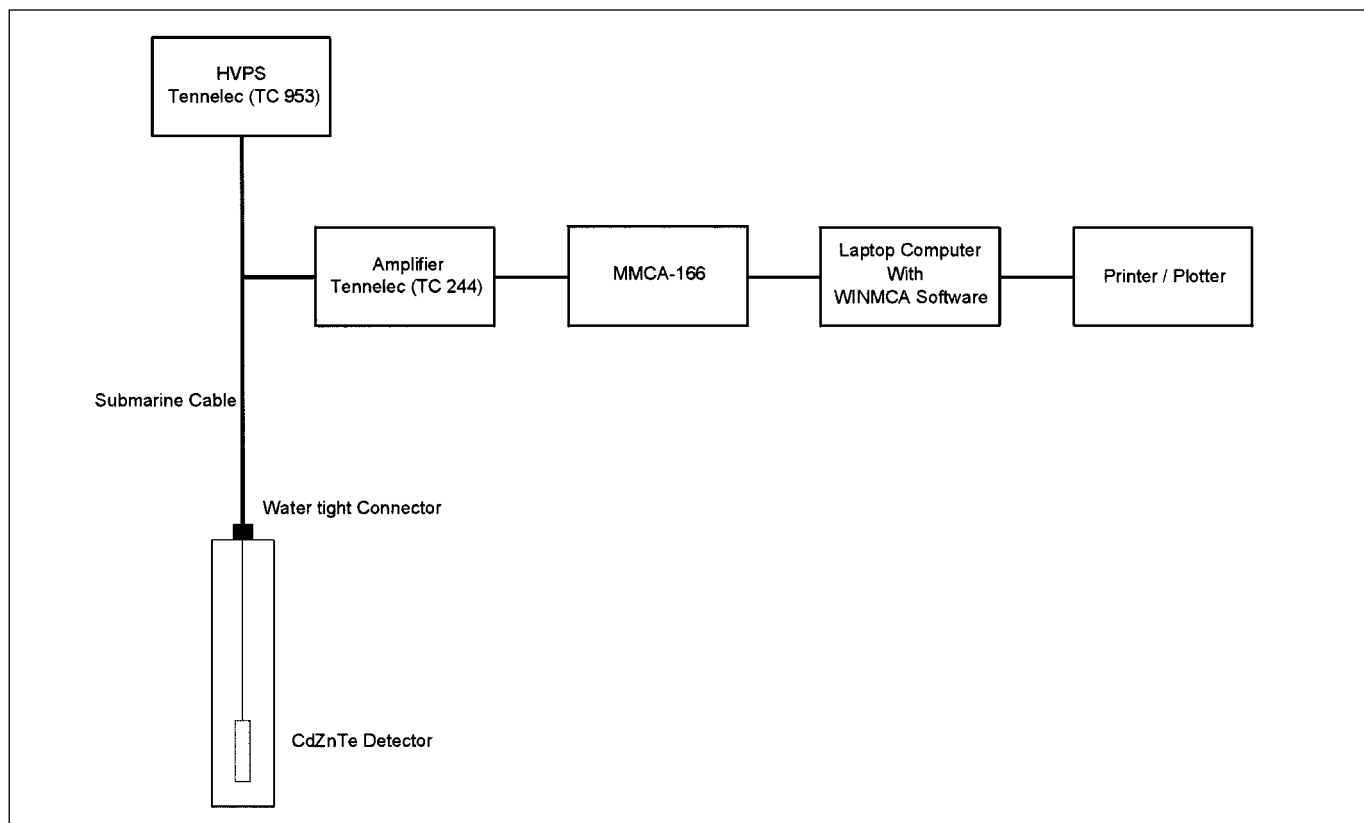 HVPS
Tennelec (TC 953)
Amplifier
Tennelec (TC 244)
MMCA-166
Laptop Computer
With
WINMCA Software
Printer / Plotter
Submarine Cable
Water tight Connector
CdZnTe Detector